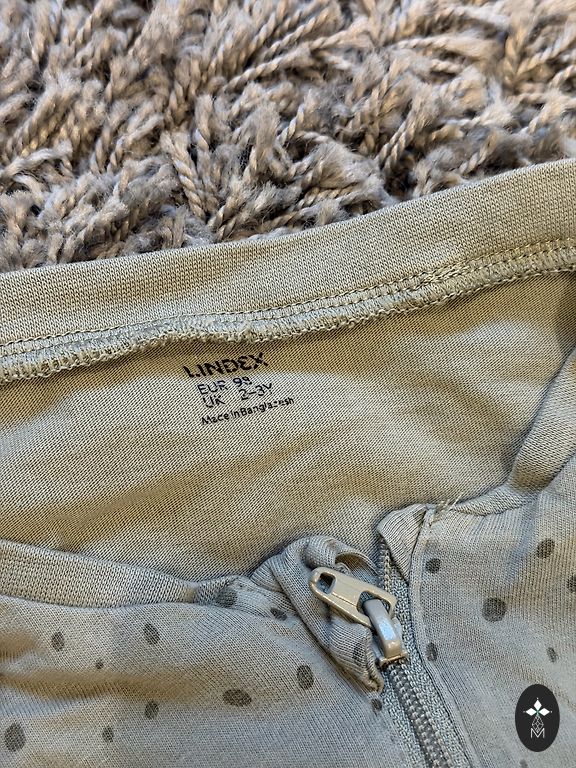 LINDEX
EUR 98
UK 2-3Y
Made in Bangladesh
M